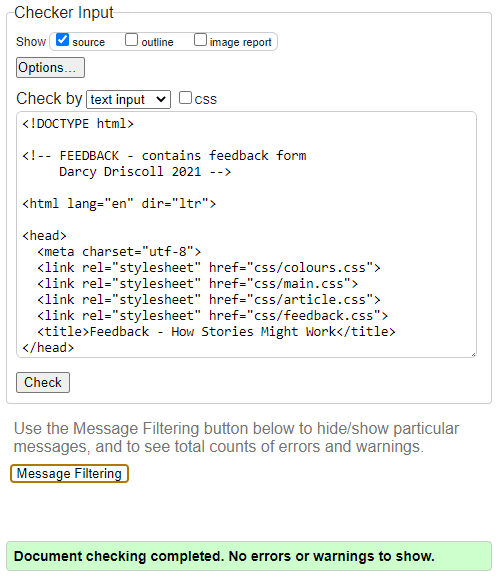 Checker Input
Show source outline image report
Options...
Check by text input css
<!DOCTYPE html>
<!-- FEEDBACK - contains feedback form
Darcy Driscoll 2021 -->
<html lang="en" dir="ltr">
<head>
<meta charset="utf-8">
<link rel="stylesheet" href="css/colours.css">
<link rel="stylesheet" href="css/main.css">
<link rel="stylesheet" href="css/article.css">
<link rel="stylesheet" href="css/feedback.css">
<title>Feedback - How Stories Might Work</title>
</head>
Check
Use the Message Filtering button below to hide/show particular
messages, and to see total counts of errors and warnings.
Message Filtering
Document checking completed. No errors or warnings to show.